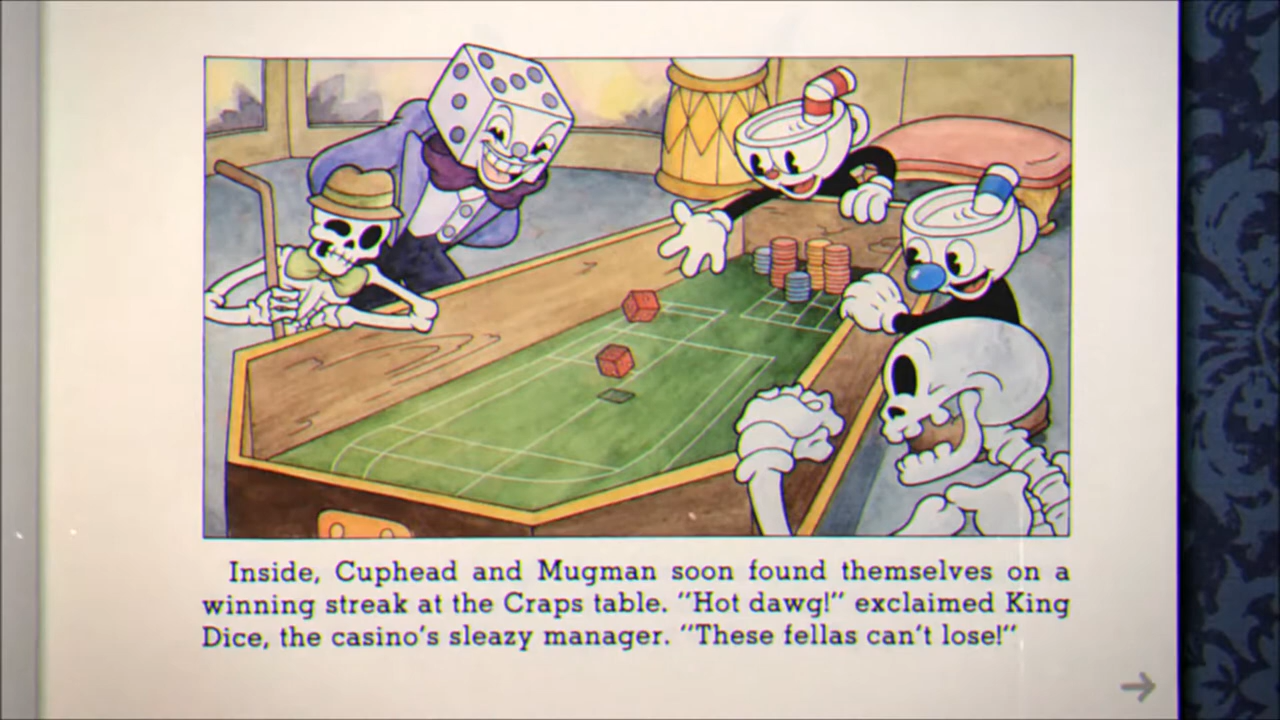 Inside, Cuphead and Mugman soon found themselves on a
winning streak at the Craps table. “Hot dawg!” exclaimed King
Dice, the casino’s sleazy manager. “These fellas can’t lose!”